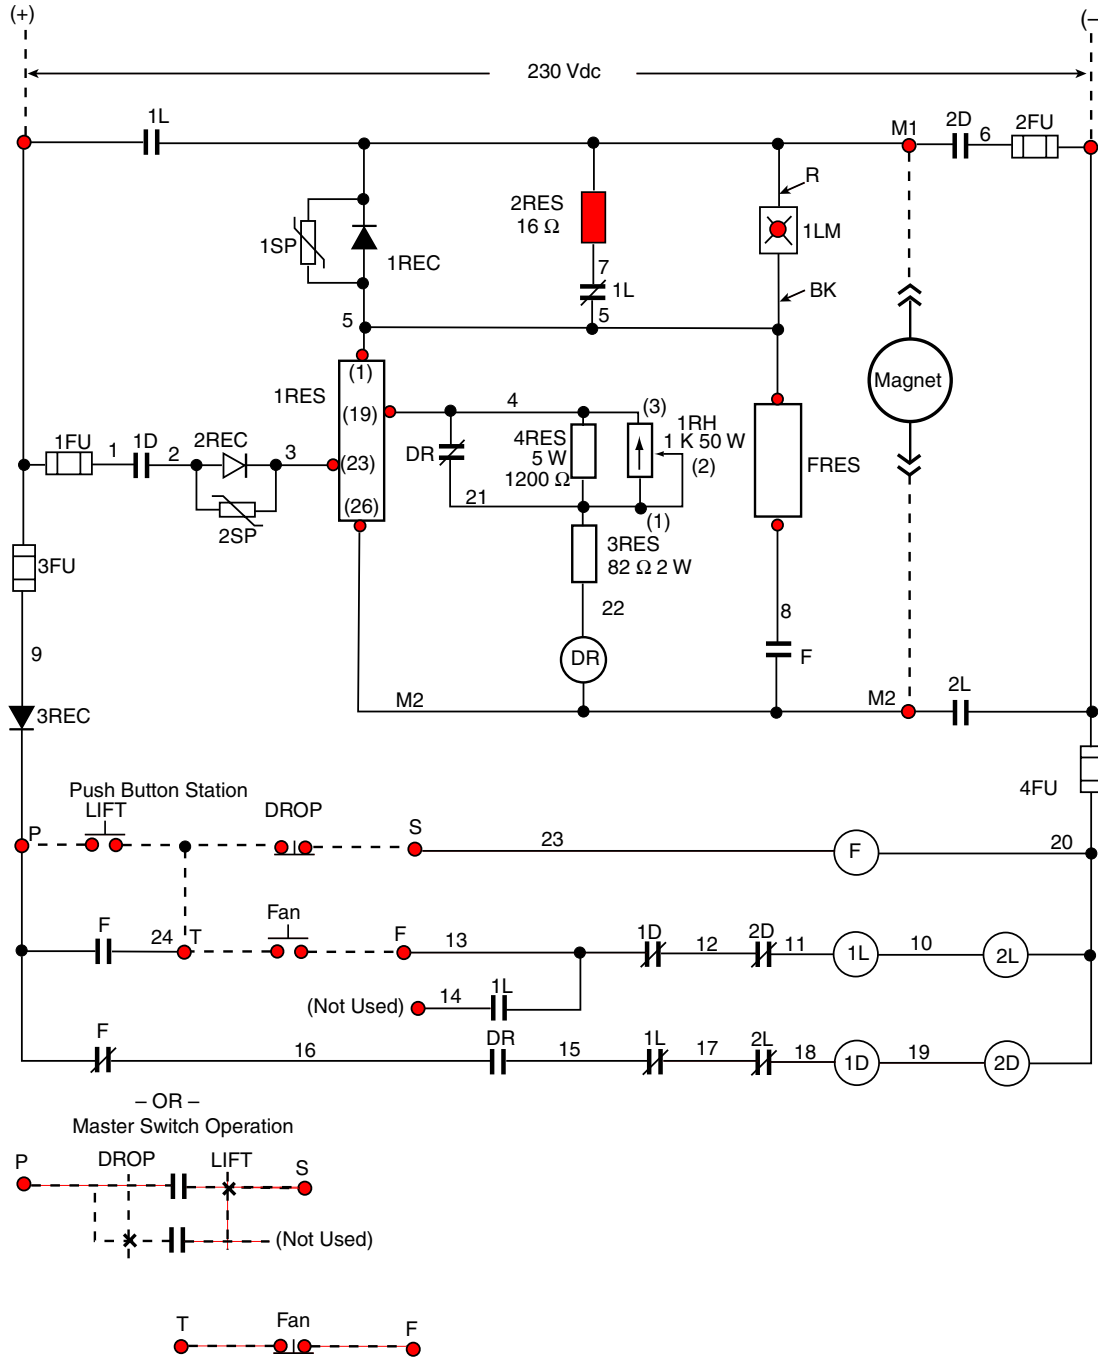 (+)
(–
230 Vdc
1L
M1
2D
6
2FU
R
2RES
16 Ω
1LM
1SP
1REC
7
1L
BK
5
5
(1)
Magnet
1RES
4
(3)
(19)
1RH
1 K 50 W
DR
4RES
5 W
1200 Ω
(2)
FRES
1FU
1
1D
2
2REC
3
(23)
(26)
21
(1)
2SP
3RES
82 Ω 2 W
3FU
22
8
9
DR
F
M2
M2
2L
3REC
4FU
Push Button Station
LIFT
DROP
P
S
23
F
20
F
24
T
Fan
F
13
1D
12
2D
11
1L
10
2L
(Not Used)
14
1L
F
16
DR
15
1L
17
2L
18
1D
19
2D
– OR –
Master Switch Operation
P
DROP
LIFT
S
(Not Used)
T
Fan
F